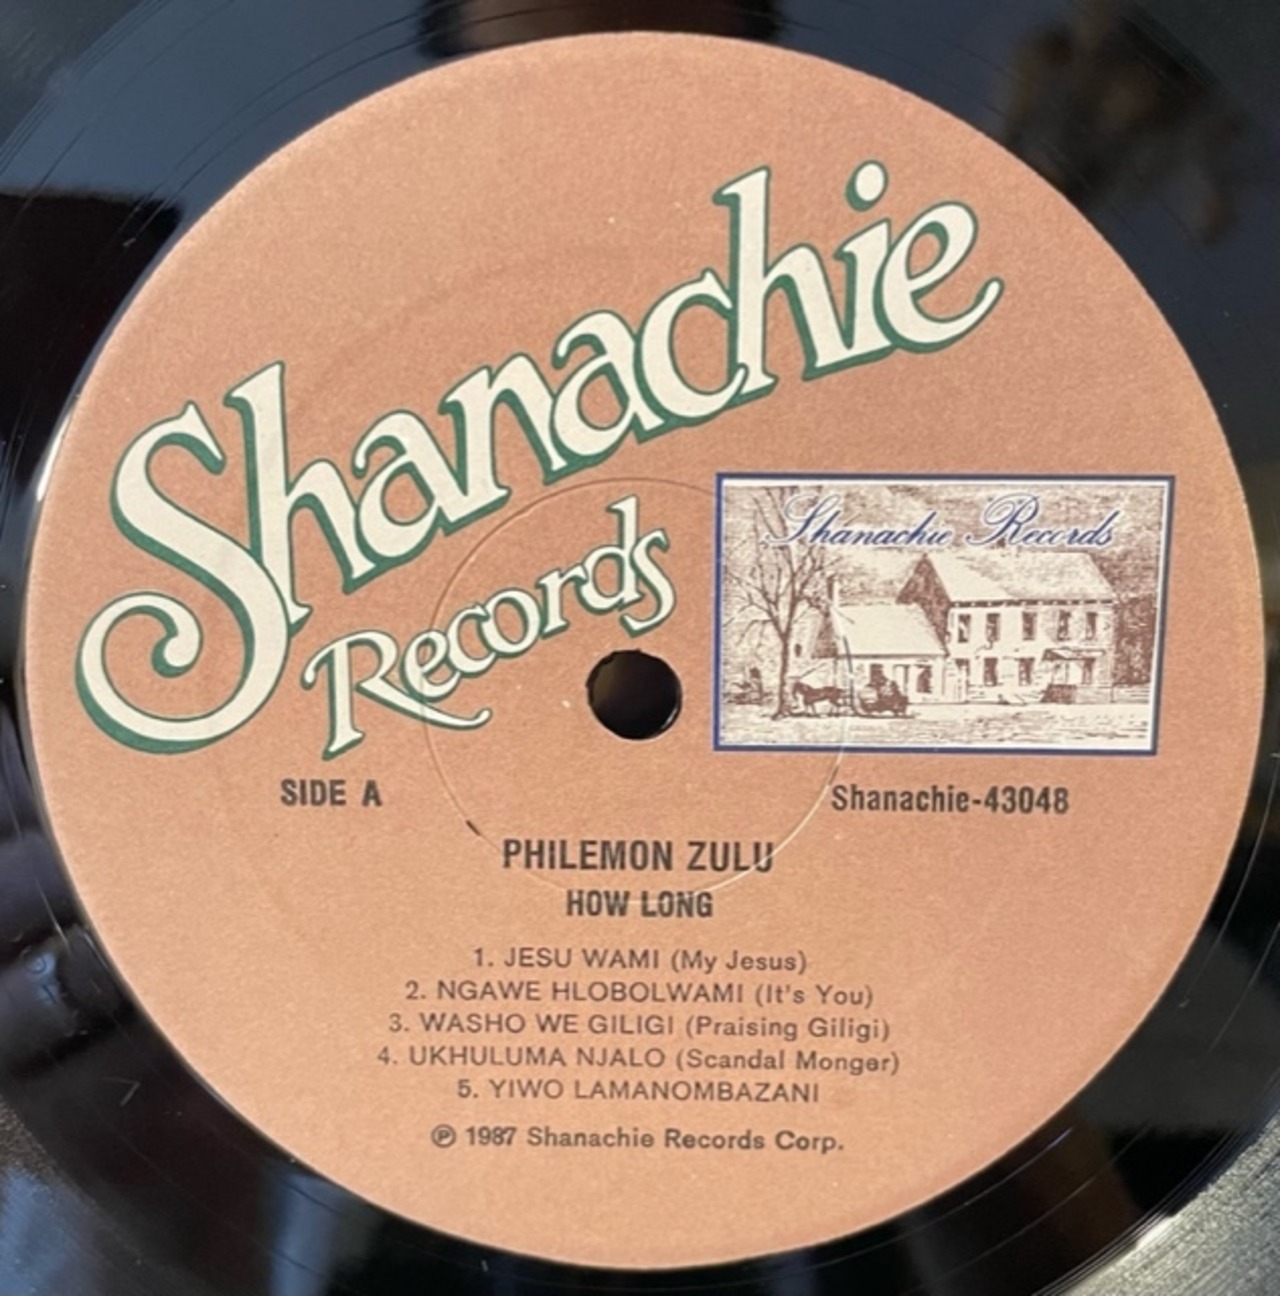 Shanachie
Records
Shanachie Records
SIDE A
Shanachie-43048
PHILEMON ZULU
HOW LONG
1. JESU WAMI (My Jesus)
2. NGAWE HLOBOLWAMI (It's You)
3. WASHO WE GILIGI (Praising Giligi)
4. UKHULUMA NJALO (Scandal Monger)
5. YIWO LAMANOMBAZANI
℗ 1987 Shanachie Records Corp.